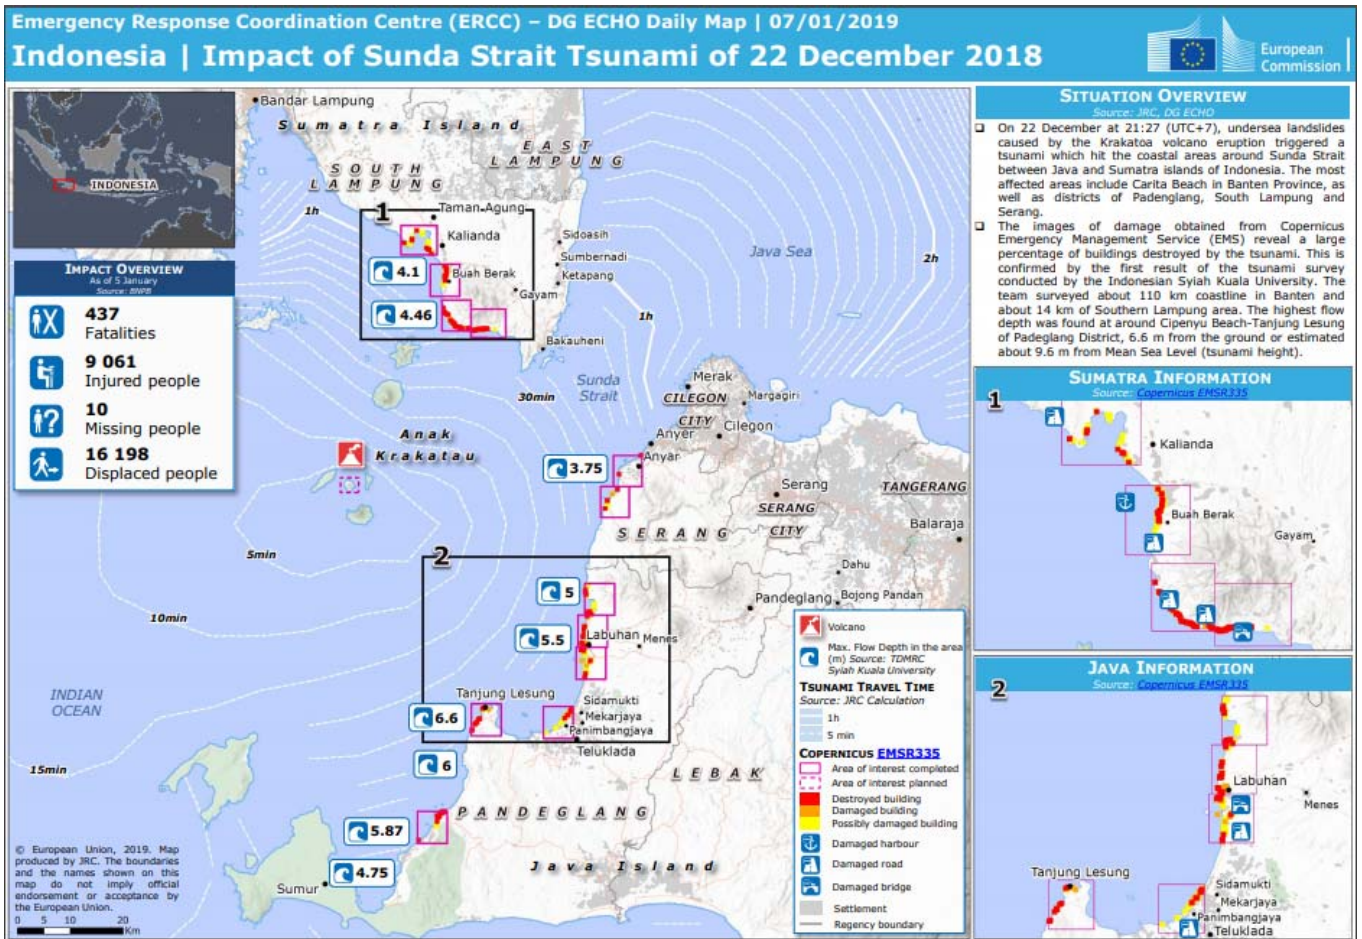 Emergency Response Coordination Centre (ERCC) – DG ECHO Daily Map | 07/01/2019
Indonesia | Impact of Sunda Strait Tsunami of 22 December 2018
European
Commission
INDONESIA
IMPACT OVERVIEW
As of 5 January
Source: BNPB
437
Fatalities
9 061
Injured people
10
Missing people
16 198
Displaced people
Bandar Lampung
Sumatra Island
EAST
LAMPUNG
SOUTH
LAMPUNG
1h
1
Taman Agung
Kalianda
4.1
Buah Berak
4.46
Gayam
Sidoasih
Sumbernadi
Ketapang
Bakauheni
Java Sea
2h
1h
Sunda
Strait
30min
Merak
CILEGON
CITY
Margagiri
Cilegon
Anyer
Anyar
3.75
Anak
Krakatau
Serang
SERANG
CITY
TANGERANG
Balaraja
SERANG
5min
10min
15min
INDIAN
OCEAN
2
5
5.5
Labuhan
Menes
Tanjung Lesung
6.6
Sidamukti
Mekarjaya
Panimbangjaya
Teluklada
6
Dahu
Pandeglang
Bojong Pandan
LEBAK
PANDEGLANG
5.87
4.75
Sumur
Java Island
© European Union, 2019. Map
produced by JRC. The boundaries
and the names shown on this
map do not imply official
endorsement or acceptance by
the European Union.
0 5 10 20
Km
Volcano
Max. Flow Depth in the area
(m) Source: TDMRC
Syiah Kuala University
TSUNAMI TRAVEL TIME
Source: JRC Calculation
1h
5 min
COPERNICUS EMSR335
Area of interest completed
Area of interest planned
Destroyed building
Damaged building
Possibly damaged building
Damaged harbour
Damaged road
Damaged bridge
Settlement
Regency boundary
SITUATION OVERVIEW
Source: JRC, DG ECHO
On 22 December at 21:27 (UTC+7), undersea landslides
caused by the Krakatoa volcano eruption triggered a
tsunami which hit the coastal areas around Sunda Strait
between Java and Sumatra islands of Indonesia. The most
affected areas include Carita Beach in Banten Province, as
well as districts of Padenglang, South Lampung and
Serang.
The images of damage obtained from Copernicus
Emergency Management Service (EMS) reveal a large
percentage of buildings destroyed by the tsunami. This is
confirmed by the first result of the tsunami survey
conducted by the Indonesian Syiah Kuala University. The
team surveyed about 110 km coastline in Banten and
about 14 km of Southern Lampung area. The highest flow
depth was found at around Cipenyu Beach-Tanjung Lesung
of Padeglang District, 6.6 m from the ground or estimated
about 9.6 m from Mean Sea Level (tsunami height).
SUMATRA INFORMATION
Source: Copernicus EMSR335
1
Kalianda
Buah Berak
Gayam
JAVA INFORMATION
Source: Copernicus EMSR335
2
Labuhan
Menes
Tanjung Lesung
Sidamukti
Mekarjaya
Panimbangjaya
Teluklada